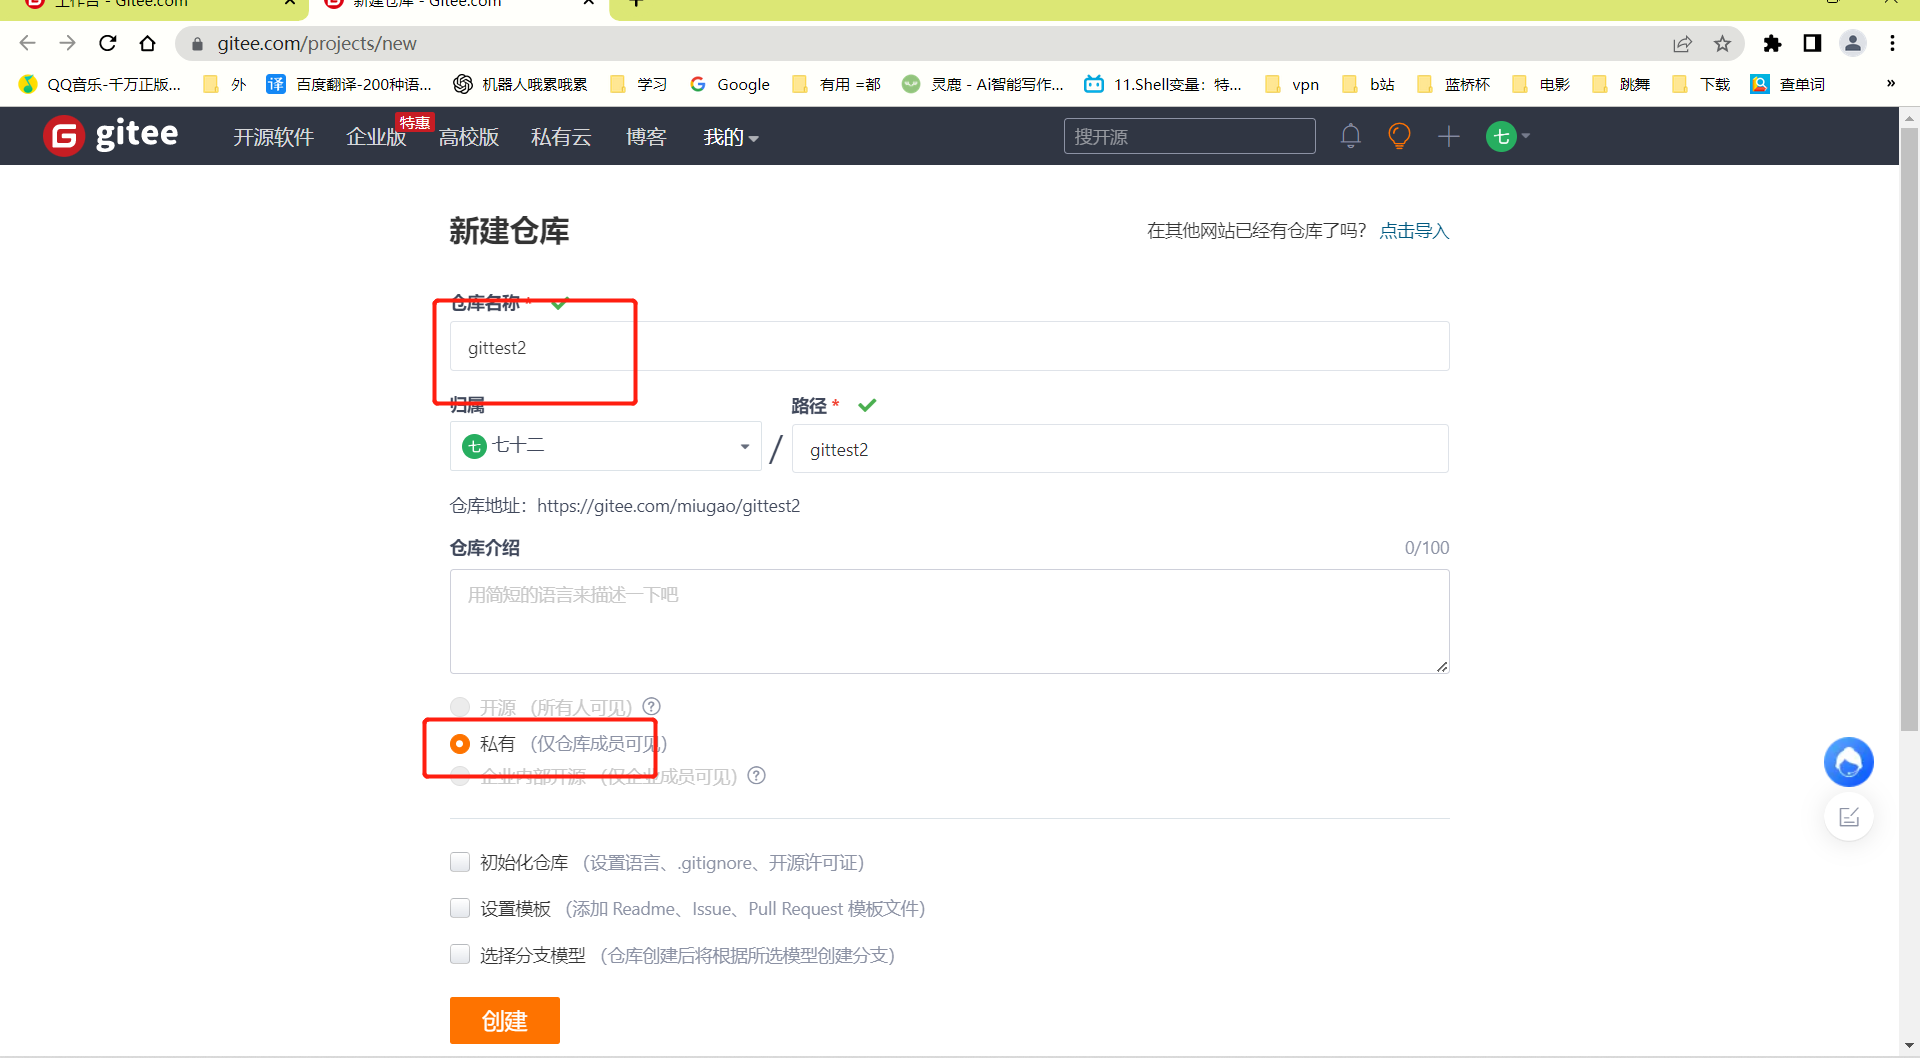 工作台 - Gitee.com
新建仓库 - Gitee.com
gitee.com/projects/new
QQ音乐-千万正版...
外
译
百度翻译-200种语...
机器人哦累哦累
学习
Google
有用 =都
灵鹿 - Ai智能写作...
11.Shell变量：特...
vpn
b站
蓝桥杯
电影
跳舞
下载
查单词
»
gitee
开源软件
企业版
特惠
高校版
私有云
博客
我的
搜开源
七
新建仓库
在其他网站已经有仓库了吗？ 点击导入
仓库名称 *
gittest2
归属
路径 *
七 七十二
/
gittest2
仓库地址：https://gitee.com/miugao/gittest2
仓库介绍
0/100
用简短的语言来描述一下吧
开源 （所有人可见）
私有 （仅仓库成员可见）
企业内部开源 （仅企业成员可见）
初始化仓库 （设置语言、.gitignore、开源许可证）
设置模板 （添加 Readme、Issue、Pull Request 模板文件）
选择分支模型 （仓库创建后将根据所选模型创建分支）
创建